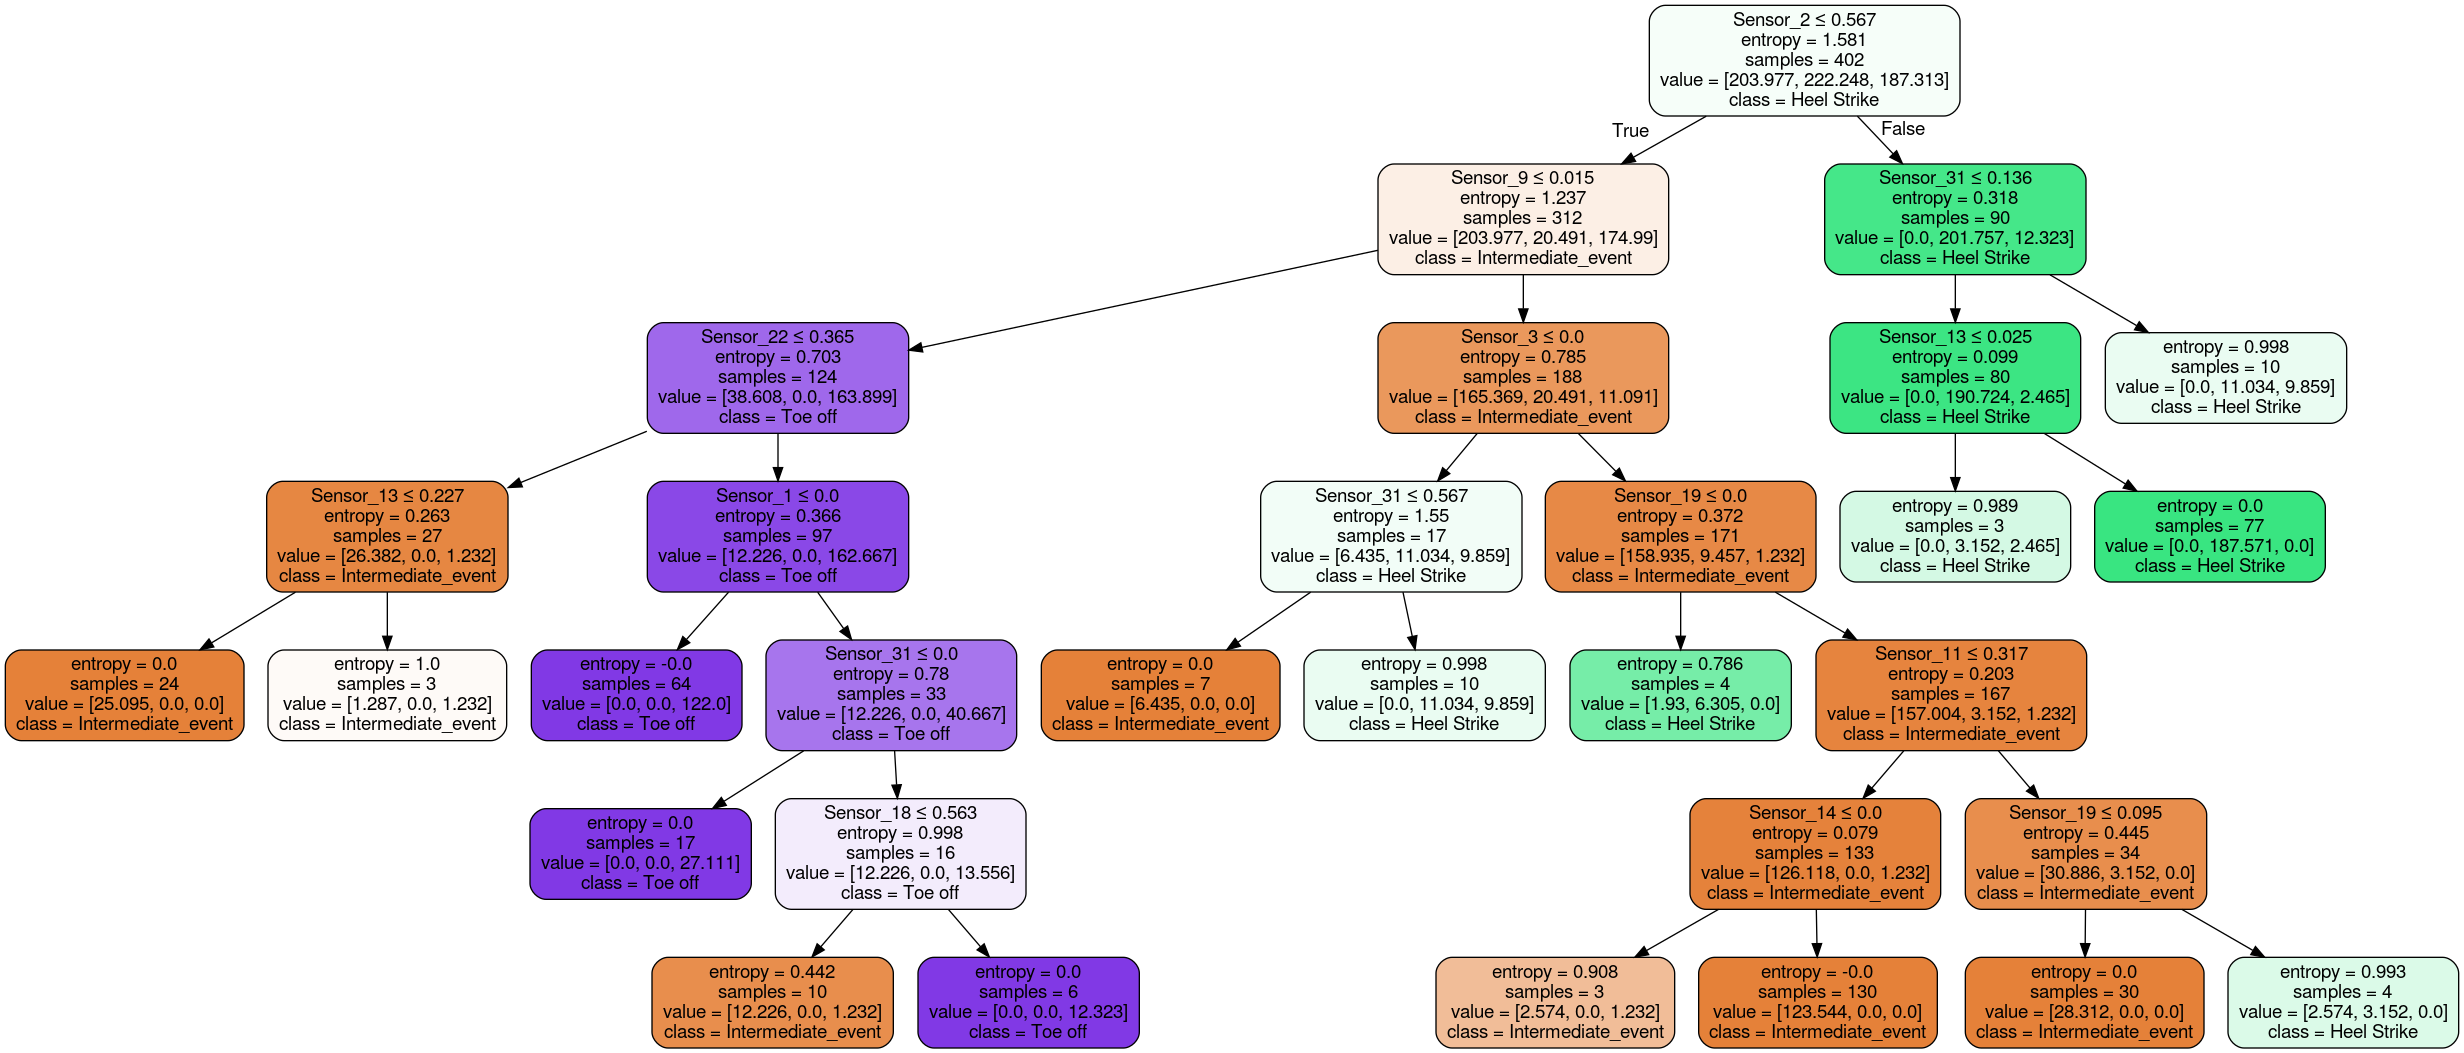 Sensor_2 ≤ 0.567
entropy = 1.581
samples = 402
value = [203.977, 222.248, 187.313]
class = Heel Strike
True
False
Sensor_9 ≤ 0.015
entropy = 1.237
samples = 312
value = [203.977, 20.491, 174.99]
class = Intermediate_event
Sensor_31 ≤ 0.136
entropy = 0.318
samples = 90
value = [0.0, 201.757, 12.323]
class = Heel Strike
Sensor_22 ≤ 0.365
entropy = 0.703
samples = 124
value = [38.608, 0.0, 163.899]
class = Toe off
Sensor_3 ≤ 0.0
entropy = 0.785
samples = 188
value = [165.369, 20.491, 11.091]
class = Intermediate_event
Sensor_13 ≤ 0.025
entropy = 0.099
samples = 80
value = [0.0, 190.724, 2.465]
class = Heel Strike
entropy = 0.998
samples = 10
value = [0.0, 11.034, 9.859]
class = Heel Strike
Sensor_13 ≤ 0.227
entropy = 0.263
samples = 27
value = [26.382, 0.0, 1.232]
class = Intermediate_event
Sensor_1 ≤ 0.0
entropy = 0.366
samples = 97
value = [12.226, 0.0, 162.667]
class = Toe off
Sensor_31 ≤ 0.567
entropy = 1.55
samples = 17
value = [6.435, 11.034, 9.859]
class = Heel Strike
Sensor_19 ≤ 0.0
entropy = 0.372
samples = 171
value = [158.935, 9.457, 1.232]
class = Intermediate_event
entropy = 0.989
samples = 3
value = [0.0, 3.152, 2.465]
class = Heel Strike
entropy = 0.0
samples = 77
value = [0.0, 187.571, 0.0]
class = Heel Strike
entropy = 0.0
samples = 24
value = [25.095, 0.0, 0.0]
class = Intermediate_event
entropy = 1.0
samples = 3
value = [1.287, 0.0, 1.232]
class = Intermediate_event
entropy = -0.0
samples = 64
value = [0.0, 0.0, 122.0]
class = Toe off
Sensor_31 ≤ 0.0
entropy = 0.78
samples = 33
value = [12.226, 0.0, 40.667]
class = Toe off
entropy = 0.0
samples = 7
value = [6.435, 0.0, 0.0]
class = Intermediate_event
entropy = 0.998
samples = 10
value = [0.0, 11.034, 9.859]
class = Heel Strike
entropy = 0.786
samples = 4
value = [1.93, 6.305, 0.0]
class = Heel Strike
Sensor_11 ≤ 0.317
entropy = 0.203
samples = 167
value = [157.004, 3.152, 1.232]
class = Intermediate_event
entropy = 0.0
samples = 17
value = [0.0, 0.0, 27.111]
class = Toe off
Sensor_18 ≤ 0.563
entropy = 0.998
samples = 16
value = [12.226, 0.0, 13.556]
class = Toe off
Sensor_14 ≤ 0.0
entropy = 0.079
samples = 133
value = [126.118, 0.0, 1.232]
class = Intermediate_event
Sensor_19 ≤ 0.095
entropy = 0.445
samples = 34
value = [30.886, 3.152, 0.0]
class = Intermediate_event
entropy = 0.442
samples = 10
value = [12.226, 0.0, 1.232]
class = Intermediate_event
entropy = 0.0
samples = 6
value = [0.0, 0.0, 12.323]
class = Toe off
entropy = 0.908
samples = 3
value = [2.574, 0.0, 1.232]
class = Intermediate_event
entropy = -0.0
samples = 130
value = [123.544, 0.0, 0.0]
class = Intermediate_event
entropy = 0.0
samples = 30
value = [28.312, 0.0, 0.0]
class = Intermediate_event
entropy = 0.993
samples = 4
value = [2.574, 3.152, 0.0]
class = Heel Strike